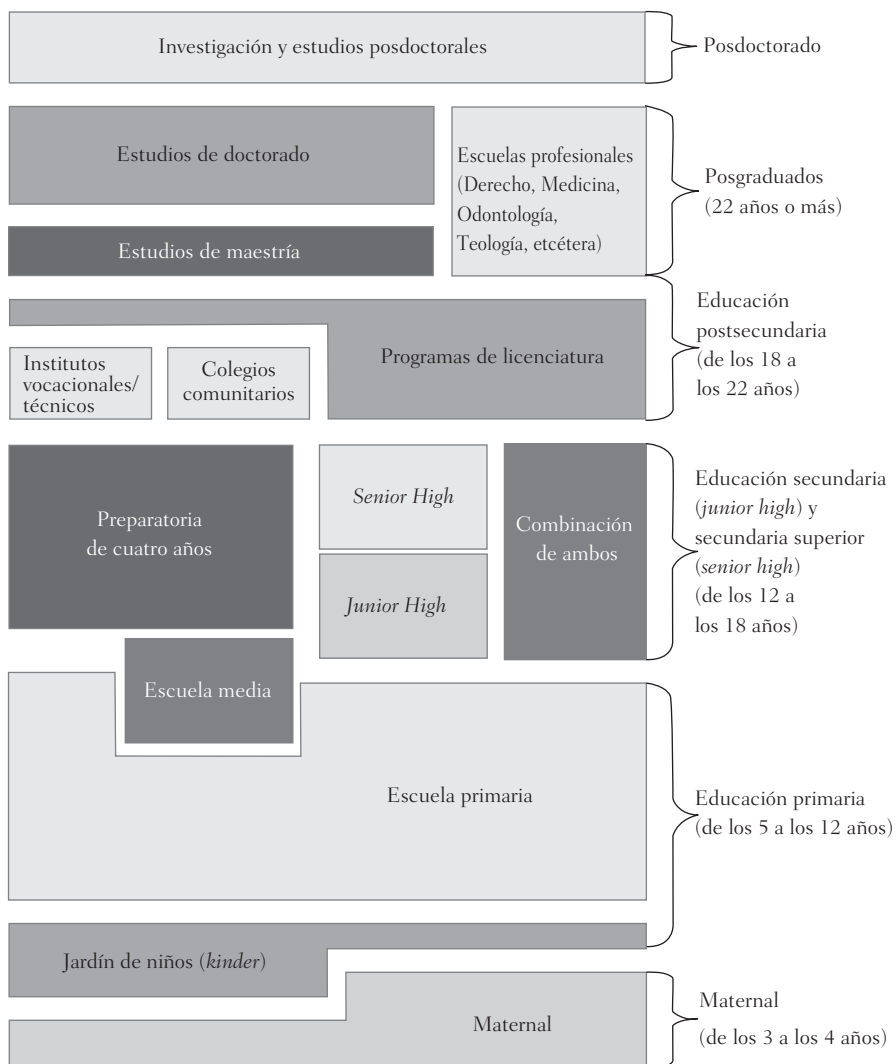 Investigación y estudios posdoctorales
Posdoctorado
Estudios de doctorado
Escuelas profesionales
(Derecho, Medicina,
Odontología,
Teología, etcétera)
Posgraduados
(22 años o más)
Estudios de maestría
Programas de licenciatura
Institutos
vocacionales/
técnicos
Colegios
comunitarios
Educación
postsecundaria
(de los 18 a
los 22 años)
Preparatoria
de cuatro años
Senior High
Junior High
Combinación
de ambos
Educación secundaria
(junior high) y
secundaria superior
(senior high)
(de los 12 a
los 18 años)
Escuela media
Escuela primaria
Educación primaria
(de los 5 a los 12 años)
Jardín de niños (kinder)
Maternal
Maternal
(de los 3 a los 4 años)